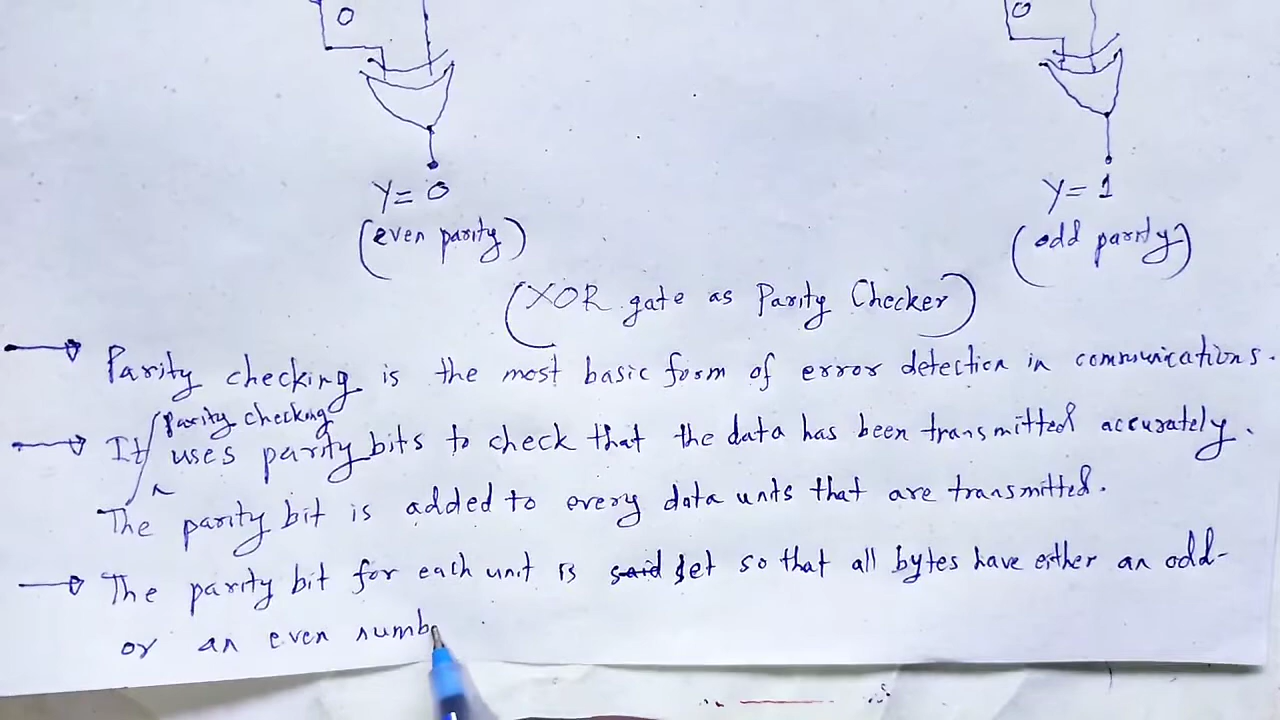 0 0
Y= 0 Y= 1
(even parity) (odd parity)
(XOR gate as Parity Checker)
Parity checking is the most basic form of error detection in communications.
parity checking
It uses parity bits to check that the data has been transmitted accurately.
The parity bit is added to every data units that are transmitted.
The parity bit for each unit is said set so that all bytes have either an odd-
or an even numb